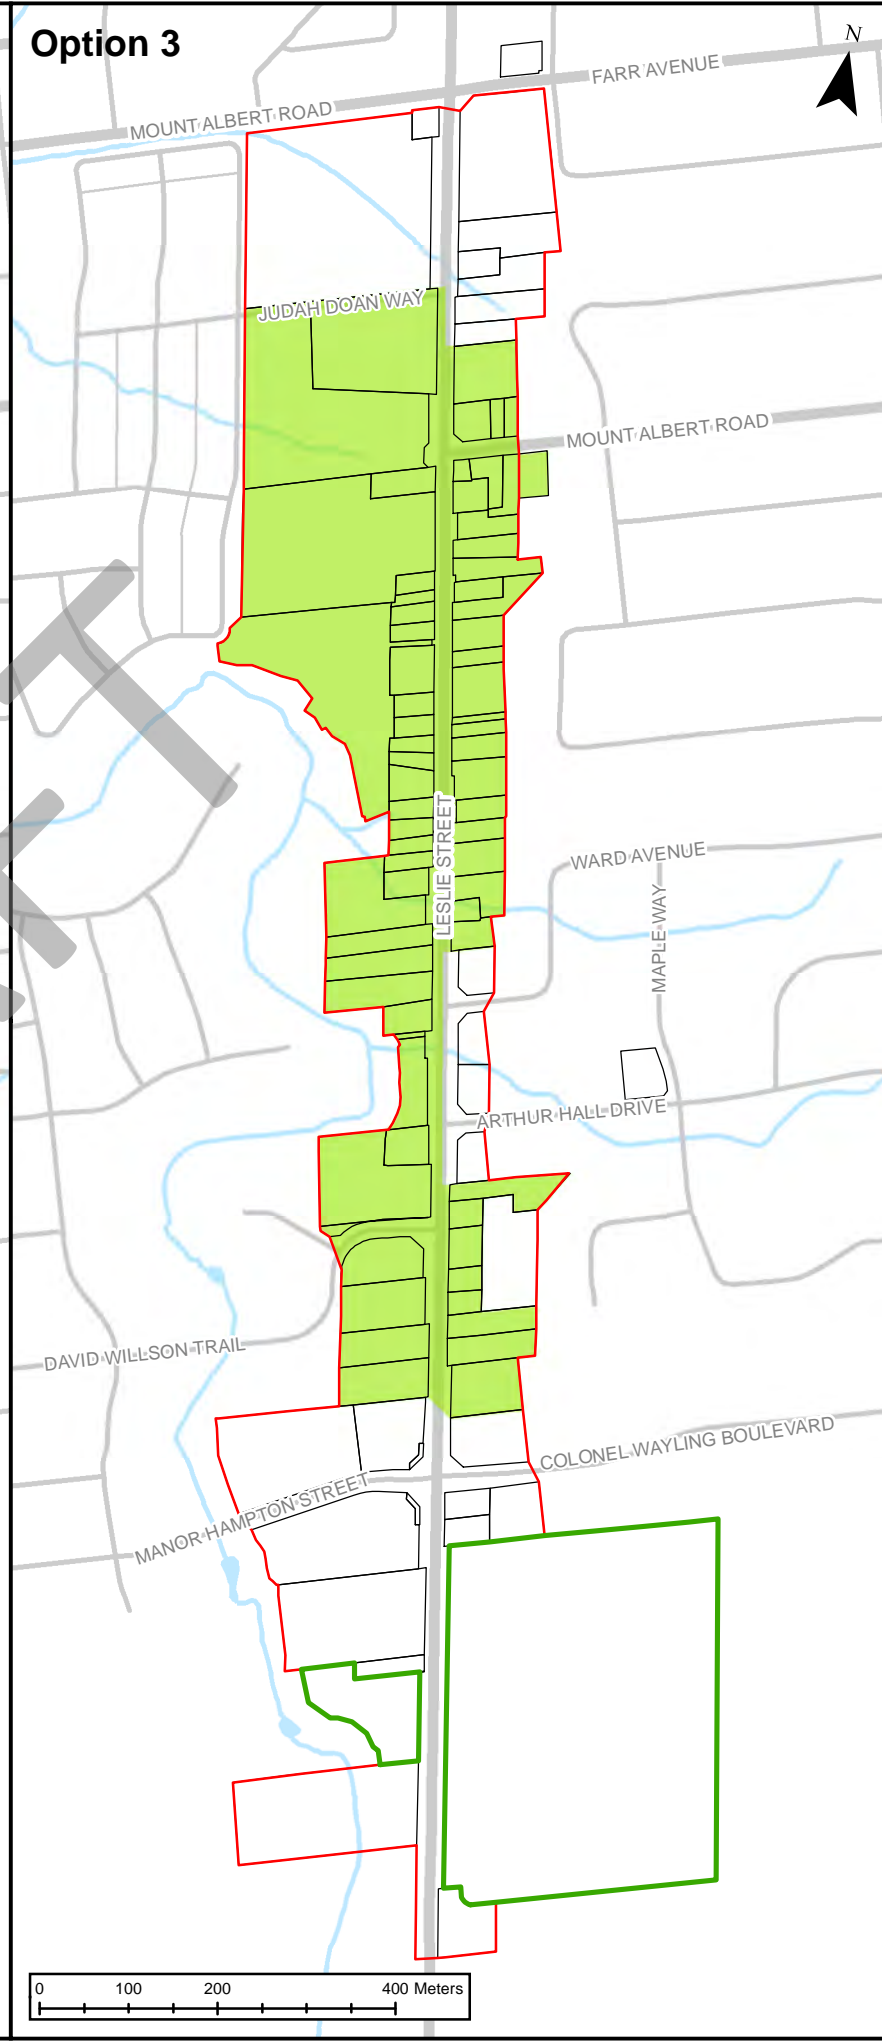 Option 3
N
FARR AVENUE
MOUNT ALBERT ROAD
JUDAH DOAN WAY
MOUNT ALBERT ROAD
LESLIE STREET
WARD AVENUE
MAPLE WAY
ARTHUR HALL DRIVE
DAVID WILLSON TRAIL
COLONEL WAYLING BOULEVARD
MANOR HAMPTON STREET
0 100 200 400 Meters